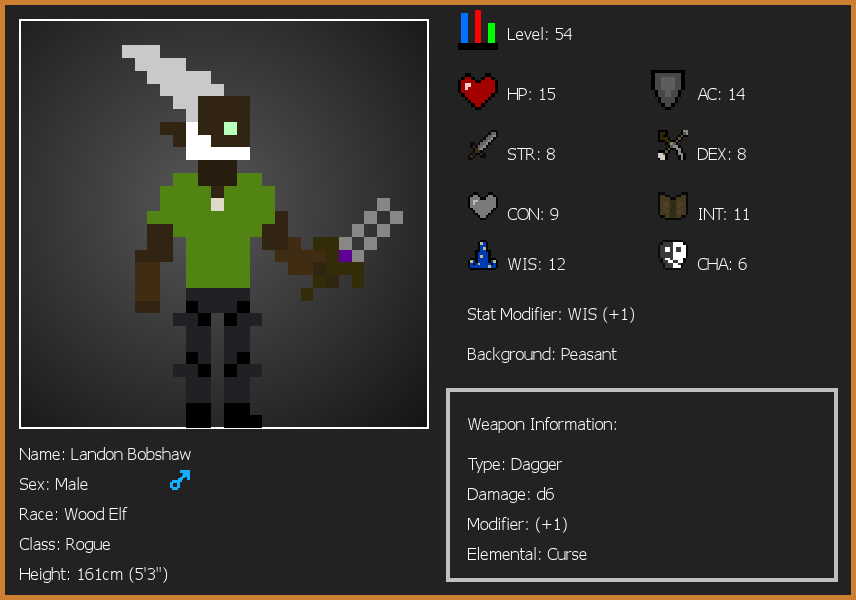 Level: 54
HP: 15
AC: 14
STR: 8
DEX: 8
CON: 9
INT: 11
WIS: 12
CHA: 6
Stat Modifier: WIS (+1)
Background: Peasant
Weapon Information:
Type: Dagger
Damage: d6
Modifier: (+1)
Elemental: Curse
Name: Landon Bobshaw
Sex: Male
Race: Wood Elf
Class: Rogue
Height: 161cm (5'3")